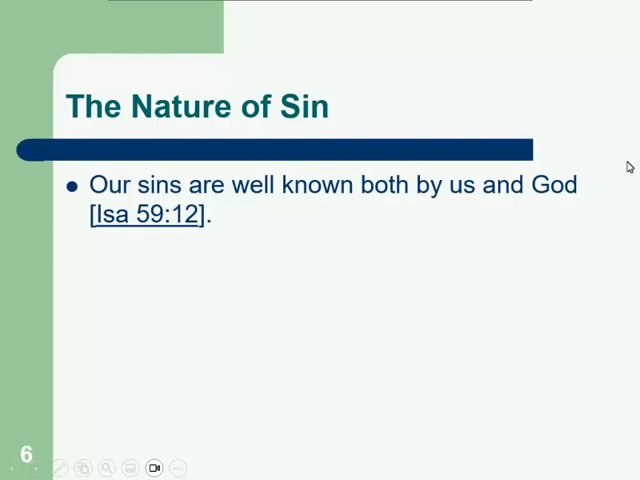 The Nature of Sin
● Our sins are well known both by us and God
[Isa 59:12].
6